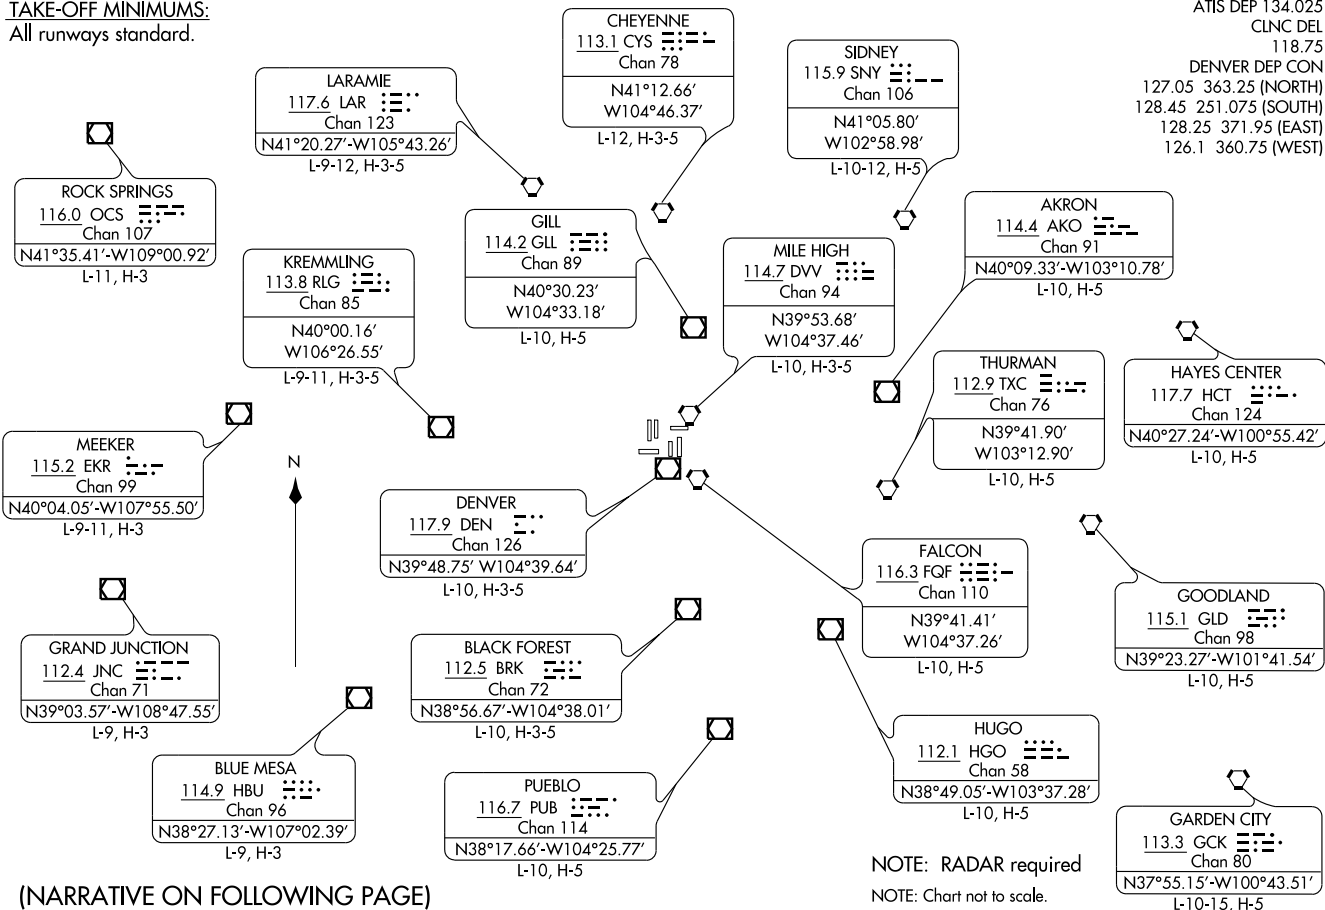 TAKE-OFF MINIMUMS:
All runways standard.
ATIS DEP 134.025
CLNC DEL
118.75
DENVER DEP CON
127.05 363.25 (NORTH)
128.45 251.075 (SOUTH)
128.25 371.95 (EAST)
126.1 360.75 (WEST)
CHEYENNE
113.1 CYS
Chan 78
N41°12.66′
W104°46.37′
L-12, H-3-5
SIDNEY
115.9 SNY
Chan 106
N41°05.80′
W102°58.98′
L-10-12, H-5
LARAMIE
117.6 LAR
Chan 123
N41°20.27′-W105°43.26′
L-9-12, H-3-5
ROCK SPRINGS
116.0 OCS
Chan 107
N41°35.41′-W109°00.92′
L-11, H-3
GILL
114.2 GLL
Chan 89
N40°30.23′
W104°33.18′
L-10, H-5
AKRON
114.4 AKO
Chan 91
N40°09.33′-W103°10.78′
L-10, H-5
KREMMLING
113.8 RLG
Chan 85
N40°00.16′
W106°26.55′
L-9-11, H-3-5
MILE HIGH
114.7 DVV
Chan 94
N39°53.68′
W104°37.46′
L-10, H-3-5
THURMAN
112.9 TXC
Chan 76
N39°41.90′
W103°12.90′
L-10, H-5
HAYES CENTER
117.7 HCT
Chan 124
N40°27.24′-W100°55.42′
L-10, H-5
MEEKER
115.2 EKR
Chan 99
N40°04.05′-W107°55.50′
L-9-11, H-3
N
DENVER
117.9 DEN
Chan 126
N39°48.75′ W104°39.64′
L-10, H-3-5
FALCON
116.3 FQF
Chan 110
N39°41.41′
W104°37.26′
L-10, H-5
GOODLAND
115.1 GLD
Chan 98
N39°23.27′-W101°41.54′
L-10, H-5
GRAND JUNCTION
112.4 JNC
Chan 71
N39°03.57′-W108°47.55′
L-9, H-3
BLACK FOREST
112.5 BRK
Chan 72
N38°56.67′-W104°38.01′
L-10, H-3-5
HUGO
112.1 HGO
Chan 58
N38°49.05′-W103°37.28′
L-10, H-5
BLUE MESA
114.9 HBU
Chan 96
N38°27.13′-W107°02.39′
L-9, H-3
PUEBLO
116.7 PUB
Chan 114
N38°17.66′-W104°25.77′
L-10, H-5
GARDEN CITY
113.3 GCK
Chan 80
N37°55.15′-W100°43.51′
L-10-15, H-5
NOTE: RADAR required
NOTE: Chart not to scale.
(NARRATIVE ON FOLLOWING PAGE)